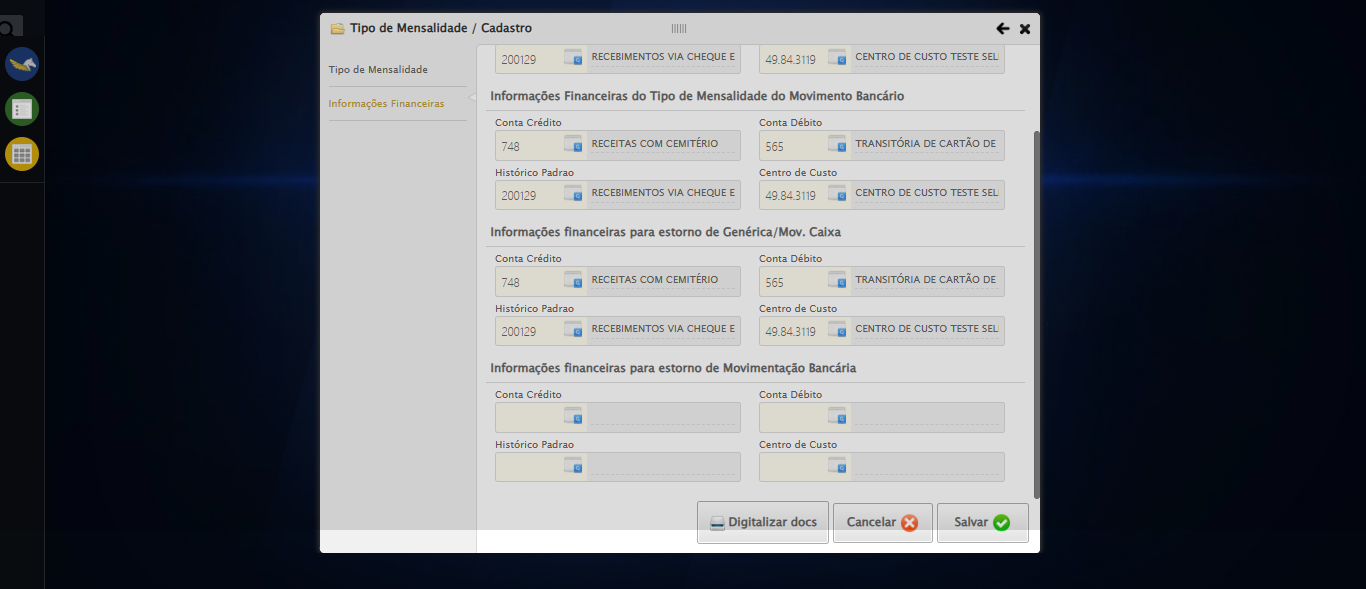 Tipo de Mensalidade / Cadastro
Tipo de Mensalidade
Informações Financeiras
200129 RECEBIMENTOS VIA CHEQUE E 49.84.3119 CENTRO DE CUSTO TESTE SEL
Informações Financeiras do Tipo de Mensalidade do Movimento Bancário
Conta Crédito Conta Débito
748 RECEITAS COM CEMITÉRIO 565 TRANSITÓRIA DE CARTÃO DE
Histórico Padrao Centro de Custo
200129 RECEBIMENTOS VIA CHEQUE E 49.84.3119 CENTRO DE CUSTO TESTE SEL
Informações financeiras para estorno de Genérica/Mov. Caixa
Conta Crédito Conta Débito
748 RECEITAS COM CEMITÉRIO 565 TRANSITÓRIA DE CARTÃO DE
Histórico Padrao Centro de Custo
200129 RECEBIMENTOS VIA CHEQUE E 49.84.3119 CENTRO DE CUSTO TESTE SEL
Informações financeiras para estorno de Movimentação Bancária
Conta Crédito Conta Débito
Histórico Padrao Centro de Custo
Digitalizar docs Cancelar Salvar